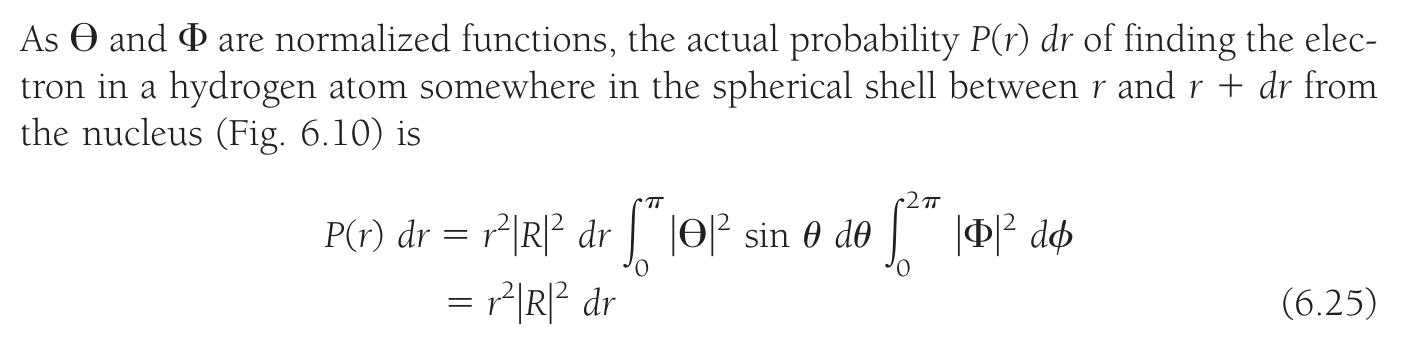 As Θ and Φ are normalized functions, the actual probability P(r) dr of finding the elec-
tron in a hydrogen atom somewhere in the spherical shell between r and r + dr from
the nucleus (Fig. 6.10) is
P(r) dr = r²|R|² dr ∫₀^π |Θ|² sin θ dθ ∫₀^2π |Φ|² dϕ
= r²|R|² dr (6.25)